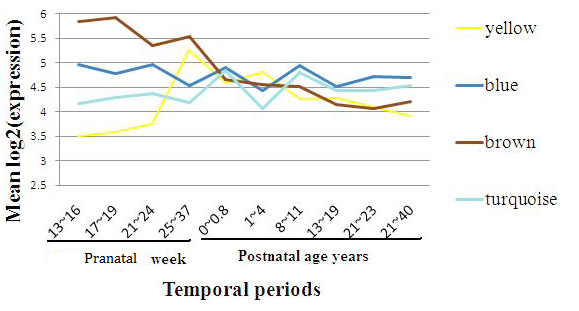 Mean log2(expression)
6
5.5
5
4.5
4
3.5
3
2.5
13~16
17~19
21~24
25~37
0~0.8
1~4
8~11
13~19
21~23
21~40
Pranatal week
Postnatal age years
Temporal periods
yellow
blue
brown
turquoise